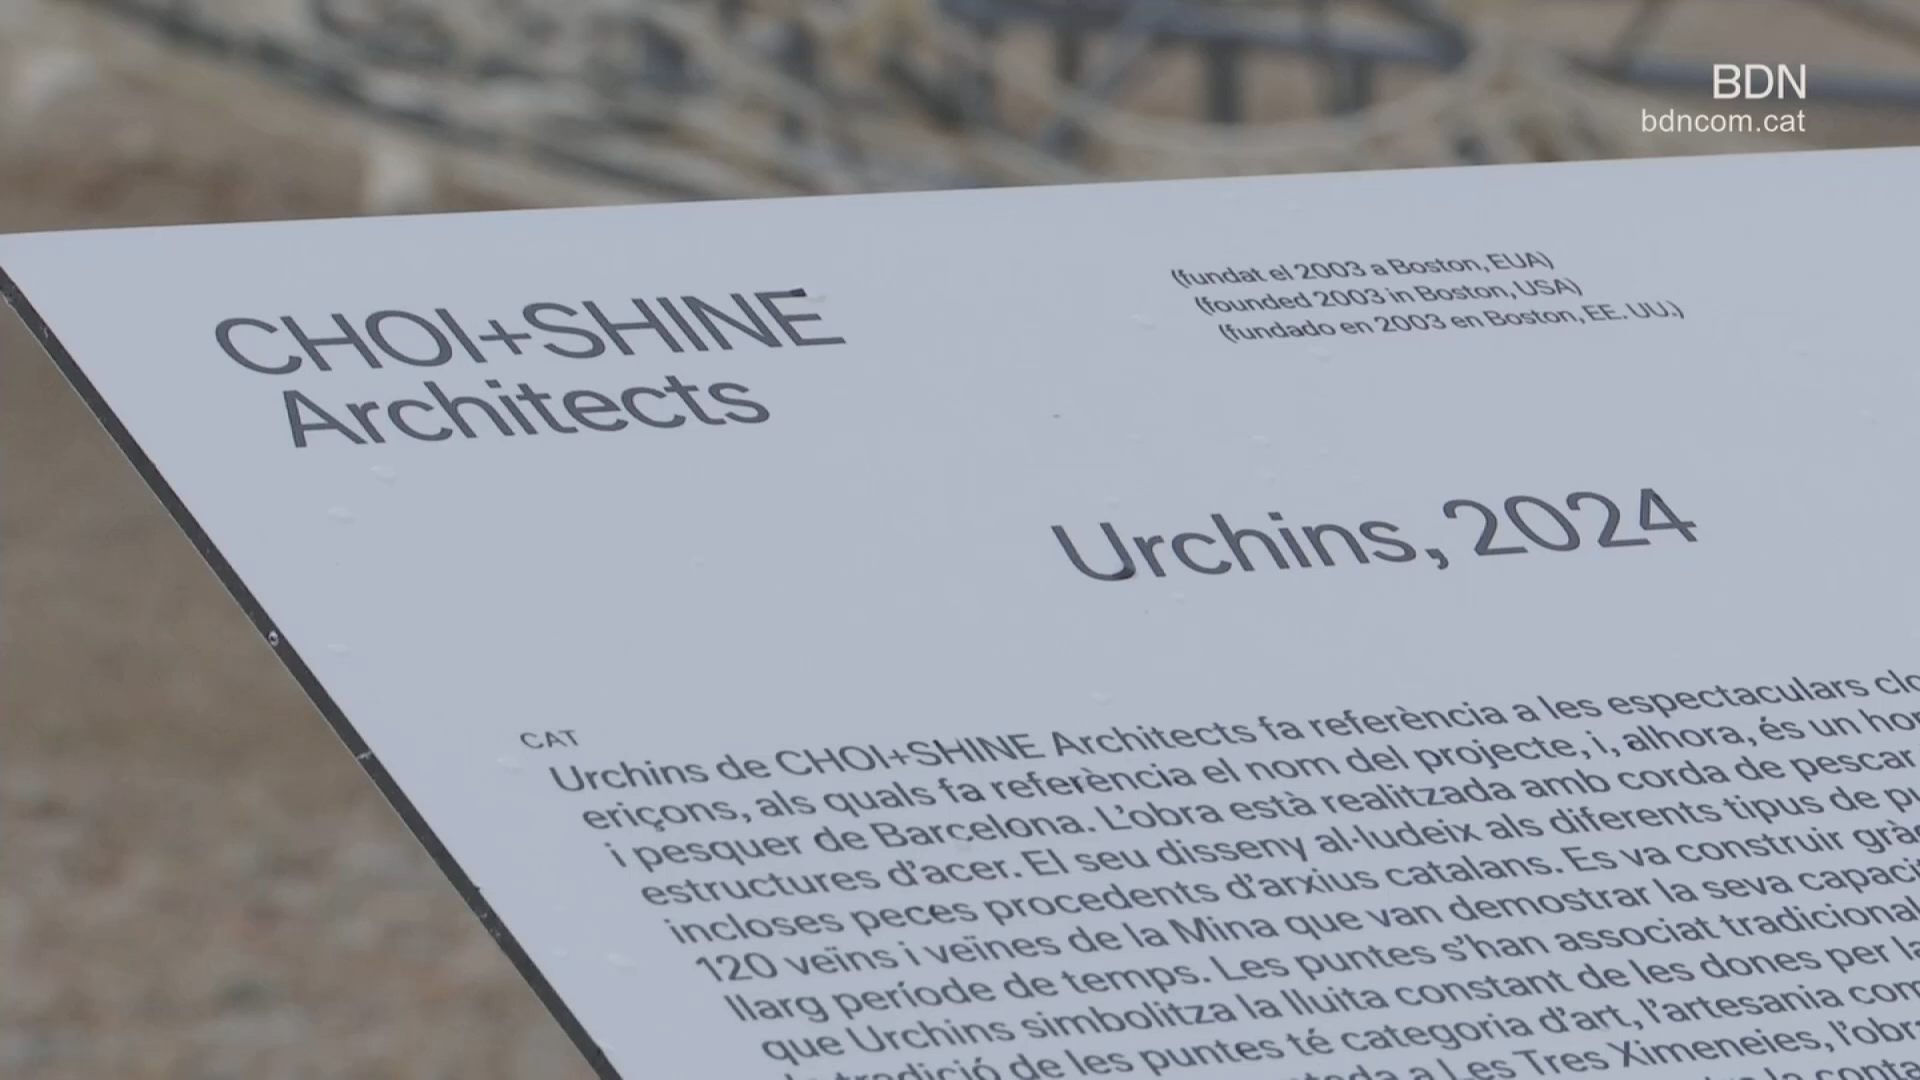 BDN
bdncom.cat
CHOI+SHINE
Architects
(fundat el 2003 a Boston, EUA)
(founded 2003 in Boston, USA)
(fundado en 2003 en Boston, EE. UU.)
Urchins, 2024
CAT
Urchins de CHOI+SHINE Architects fa referència a les espectaculars
eriçons, als quals fa referència el nom del projecte, i, alhora, és un
i pesquer de Barcelona. L'obra està realitzada amb corda de pescar
estructures d'acer. El seu disseny al·ludeix als diferents tipus de
incloses peces procedents d'arxius catalans. Es va construir
120 veïns i veïnes de la Mina que van demostrar la seva
llarg període de temps. Les puntes s'han associat
que Urchins simbolitza la lluita constant de les dones per
tradició de les puntes té categoria d'art, l'artesania
a Les Tres Ximeneies, l'obra
la